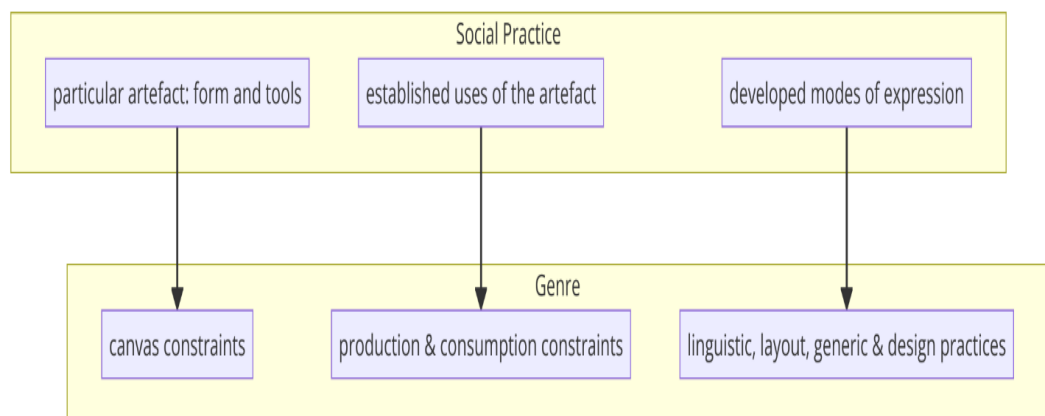 Social Practice
particular artefact: form and tools
established uses of the artefact
developed modes of expression
Genre
canvas constraints
production & consumption constraints
linguistic, layout, generic & design practices